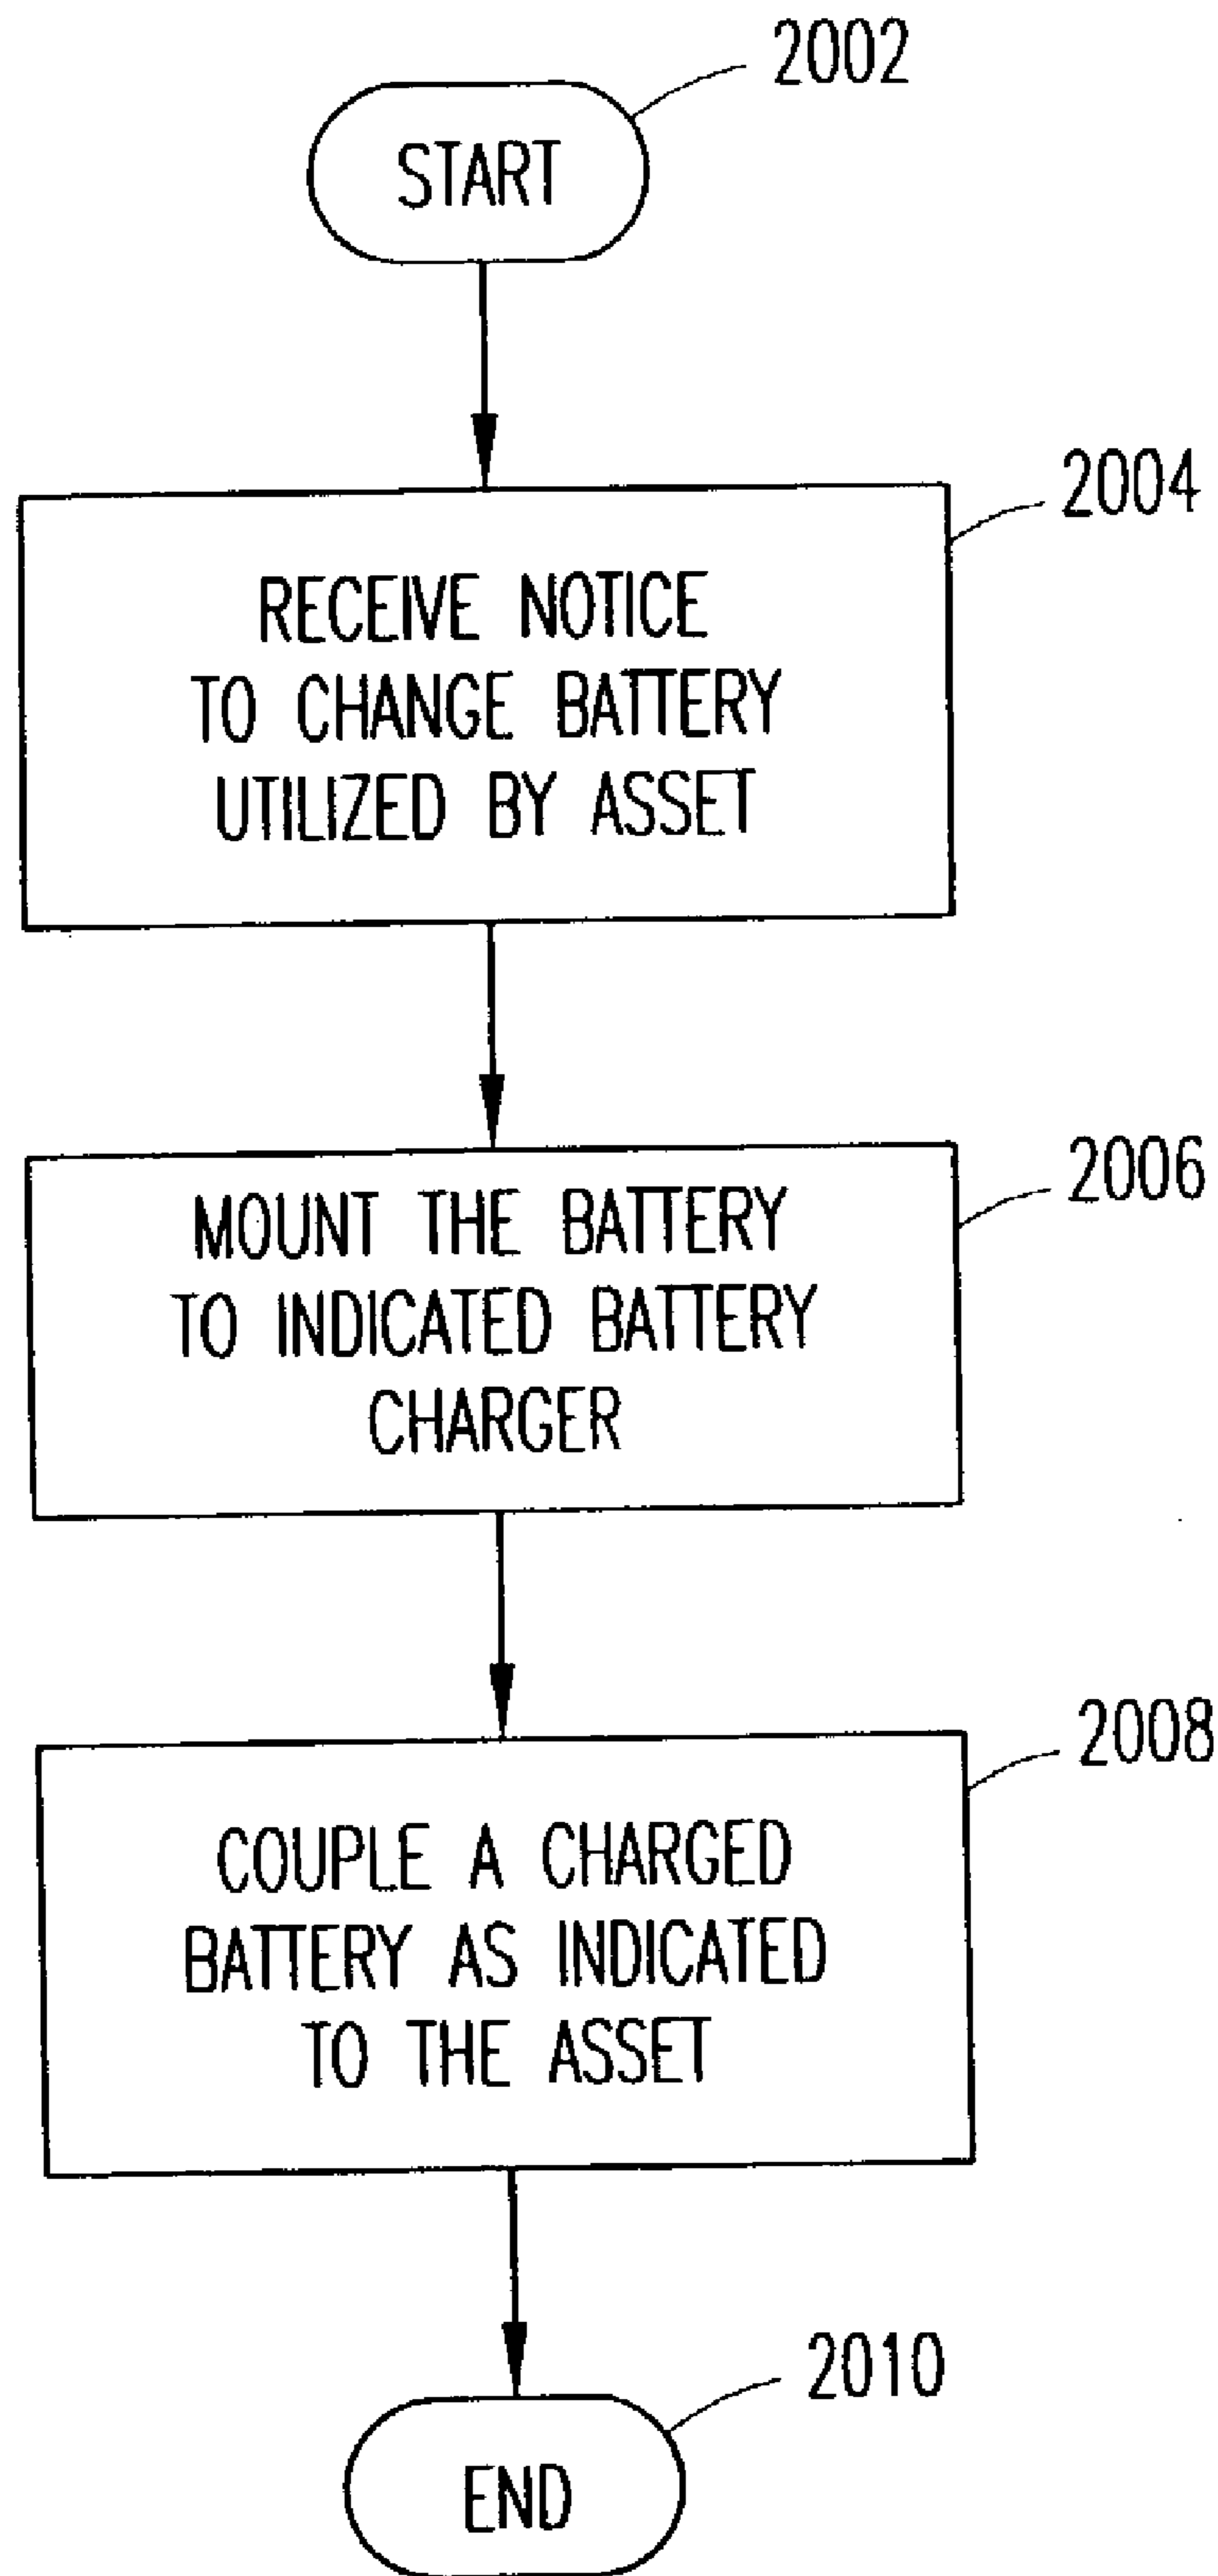 2002
START
2004
RECEIVE NOTICE
TO CHANGE BATTERY
UTILIZED BY ASSET
2006
MOUNT THE BATTERY
TO INDICATED BATTERY
CHARGER
2008
COUPLE A CHARGED
BATTERY AS INDICATED
TO THE ASSET
2010
END